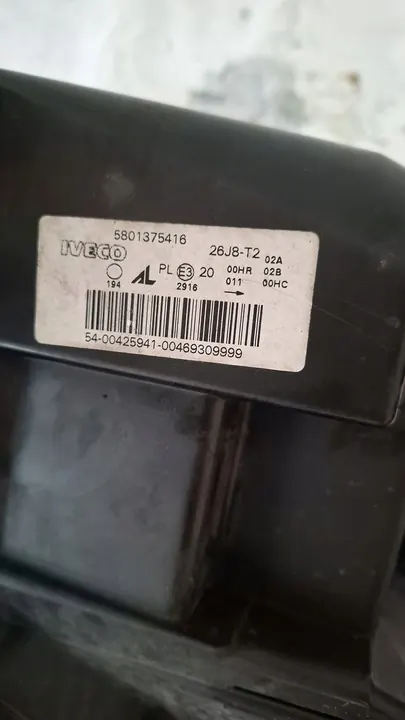 5801375416
IVECO 26J8-T2 02A
AL PL E3 20 00HR 02B
194 2916 011 00HC
54-00425941-00469309999